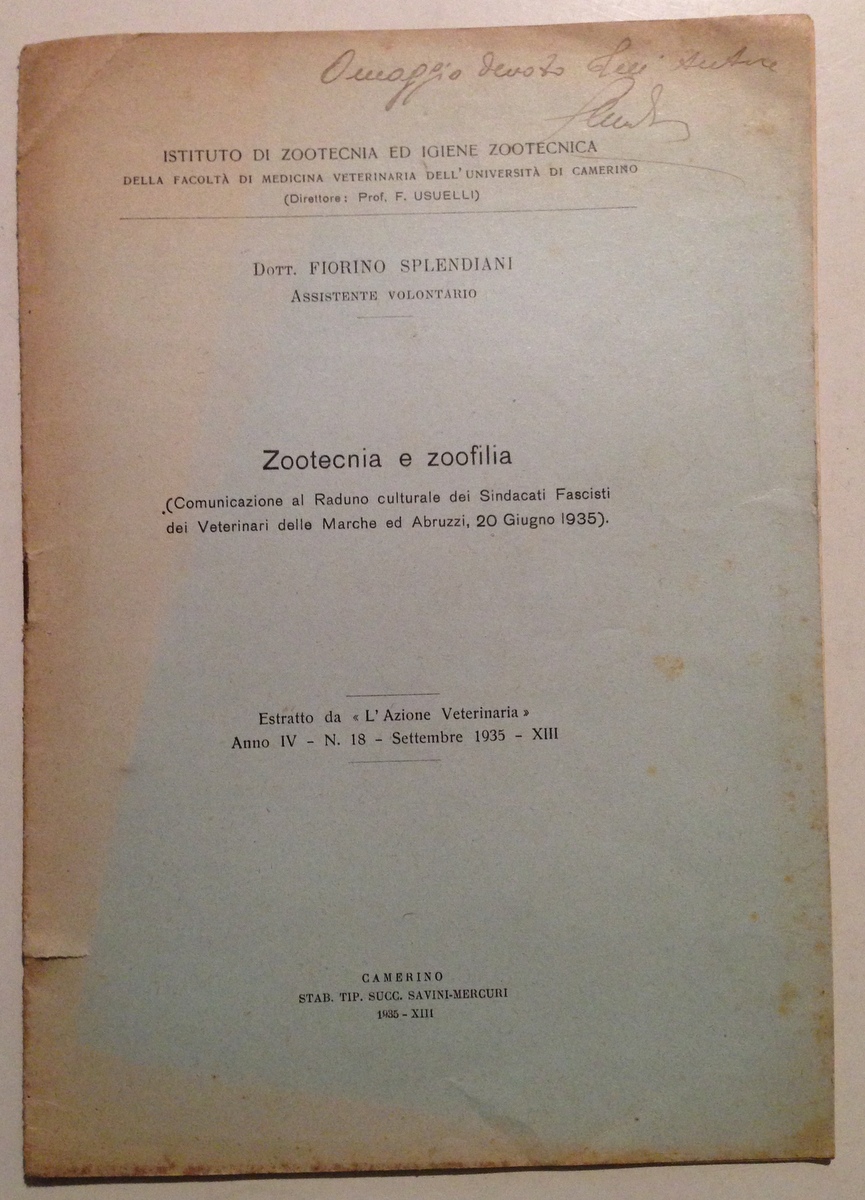 Omaggio devoto dell' autore
ISTITUTO DI ZOOTECNIA ED IGIENE ZOOTECNICA
DELLA FACOLTÀ DI MEDICINA VETERINARIA DELL'UNIVERSITÀ DI CAMERINO
(Direttore: Prof. F. USUELLI)
DOTT. FIORINO SPLENDIANI
ASSISTENTE VOLONTARIO
Zootecnia e zoofilia
(Comunicazione al Raduno culturale dei Sindacati Fascisti
dei Veterinari delle Marche ed Abruzzi, 20 Giugno 1935).
Estratto da « L'Azione Veterinaria »
Anno IV - N. 18 - Settembre 1935 - XIII
CAMERINO
STAB. TIP. SUCC. SAVINI-MERCURI
1935 - XIII